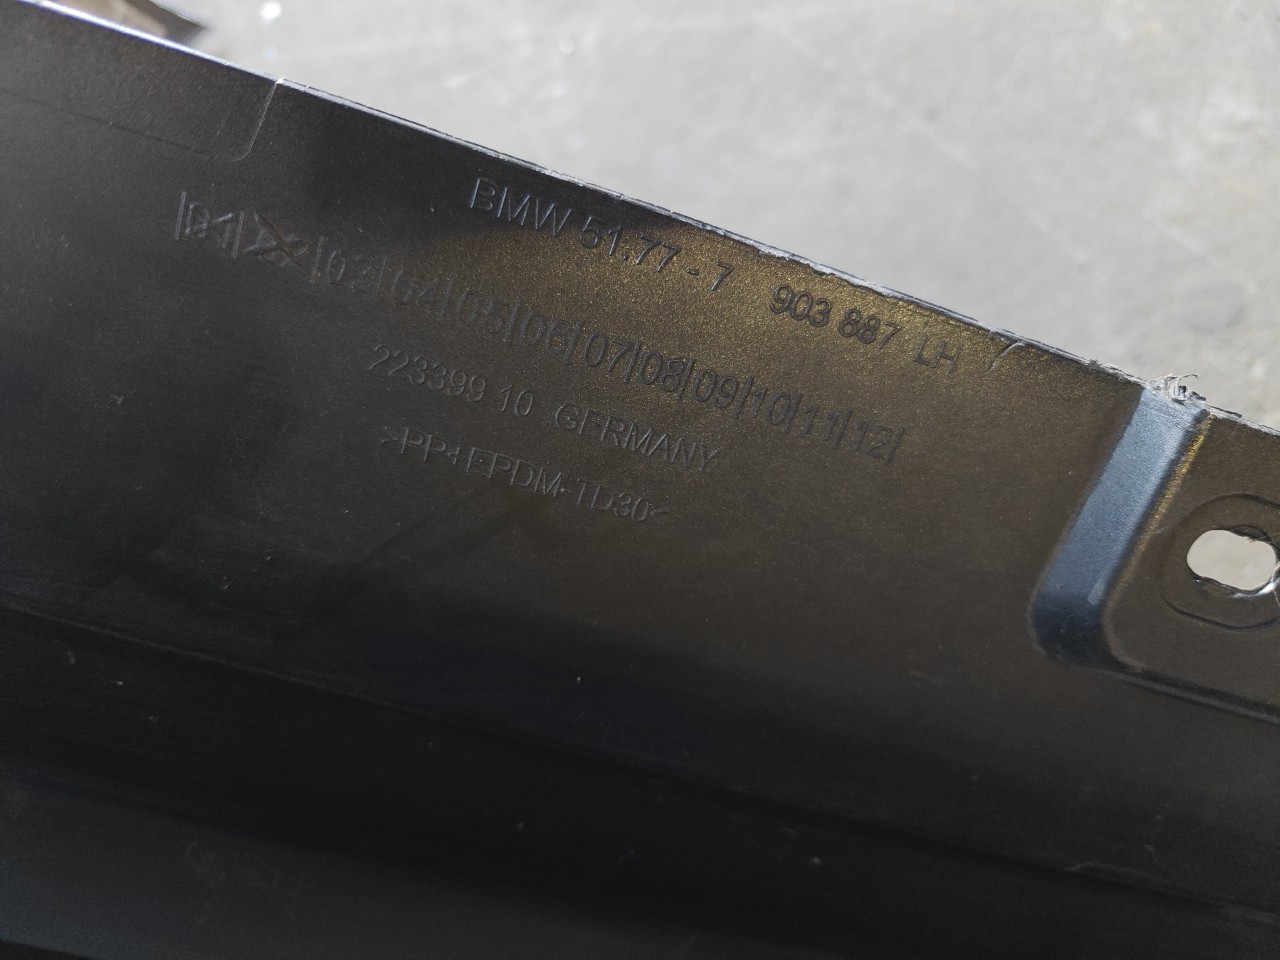 BMW 51.77 - 7 903 887 LH
|01|02|03|04|05|06|07|08|09|10|11|12|
223399 10 GERMANY
>PP+EPDM-TD30<